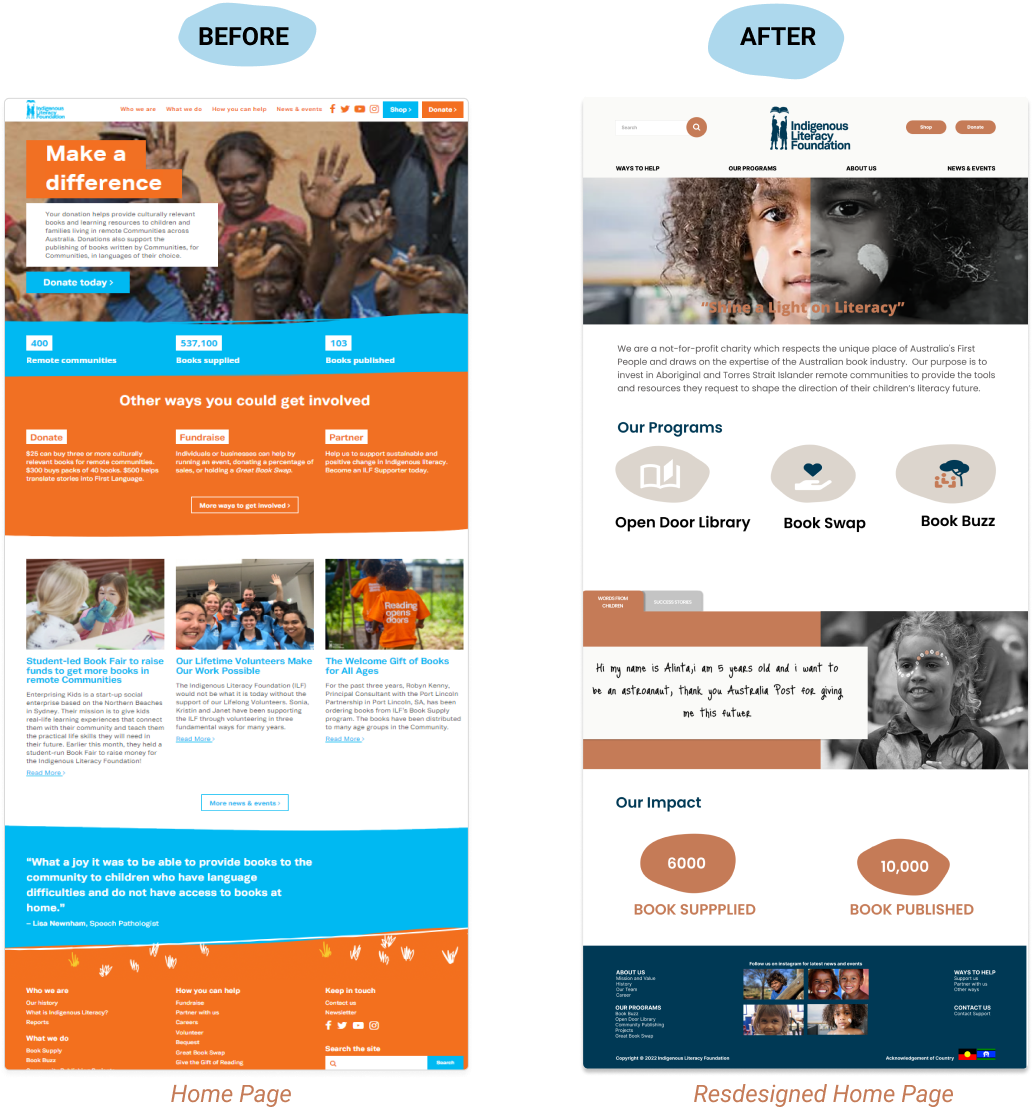 BEFORE
Indigenous
Literacy
Foundation
Who we are
What we do
How you can help
News & events
Shop >
Donate >
Make a
difference
Your donation helps provide culturally relevant
books and learning resources to children and
families living in remote Communities across
Australia. Donations also support the
publishing of books written by Communities, for
Communities, in languages of their choice.
Donate today >
400
Remote communities
537,100
Books supplied
103
Books published
Other ways you could get involved
Donate
$25 can buy three or more culturally
relevant books for remote communities.
$300 buys packs of 40 books. $500 helps
translate stories into First Language.
Fundraise
Individuals or businesses can help by
running an event, donating a percentage of
sales, or holding a Great Book Swap.
Partner
Help us to support sustainable and
positive change in Indigenous literacy.
Become an ILF Supporter today.
More ways to get involved >
Reading
opens
doors
Student-led Book Fair to raise
funds to get more books in
remote Communities
Enterprising Kids is a start-up social
enterprise based on the Northern Beaches
in Sydney. Their mission is to give kids
real-life learning experiences that connect
them with their community and teach them
the practical life skills they will need in
their future. Earlier this month, they held a
student-run Book Fair to raise money for
the Indigenous Literacy Foundation!
Read More >
Our Lifetime Volunteers Make
Our Work Possible
The Indigenous Literacy Foundation (ILF)
would not be what it is today without the
support of our Lifelong Volunteers. Sonia,
Kristin and Janet have been supporting
the ILF through volunteering in three
fundamental ways for many years.
Read More >
The Welcome Gift of Books
for All Ages
For the past three years, Robyn Kenny,
Principal Consultant with the Port Lincoln
Partnership in Port Lincoln, SA, has been
ordering books from ILF's Book Supply
program. The books have been distributed
to many age groups in the Community.
Read More >
More news & events >
"What a joy it was to be able to provide books to the
community to children who have language
difficulties and do not have access to books at
home."
– Lisa Newnham, Speech Pathologist
Who we are
Our history
What is Indigenous Literacy?
Reports
What we do
Book Supply
Book Buzz
How you can help
Fundraise
Partner with us
Careers
Volunteer
Bequest
Great Book Swap
Give the Gift of Reading
Keep in touch
Contact us
Newsletter
Search the site
Search
Home Page
AFTER
Search
Indigenous
Literacy
Foundation
Shop
Donate
WAYS TO HELP
OUR PROGRAMS
ABOUT US
NEWS & EVENTS
“Shine a Light on Literacy”
We are a not-for-profit charity which respects the unique place of Australia's First
People and draws on the expertise of the Australian book industry. Our purpose is to
invest in Aboriginal and Torres Strait Islander remote communities to provide the tools
and resources they request to shape the direction of their children's literacy future.
Our Programs
Open Door Library
Book Swap
Book Buzz
WORDS FROM
CHILDREN
SUCCESS STORIES
Hi my name is Alinta,i am 5 years old and i want to
be an astroanaut, thank you Australia Post for giving
me this futuer
Our Impact
6000
BOOK SUPPPLIED
10,000
BOOK PUBLISHED
Follow us on instagram for latest news and events
ABOUT US
Mission and Value
History
Our Team
Career
OUR PROGRAMS
Book Buzz
Open Door Library
Community Publishing
Projects
Great Book Swap
WAYS TO HELP
Support us
Partner with us
Other ways
CONTACT US
Contact Support
Copyright © 2022 Indigenous Literacy Foundation
Acknowledgement of Country
Resdesigned Home Page